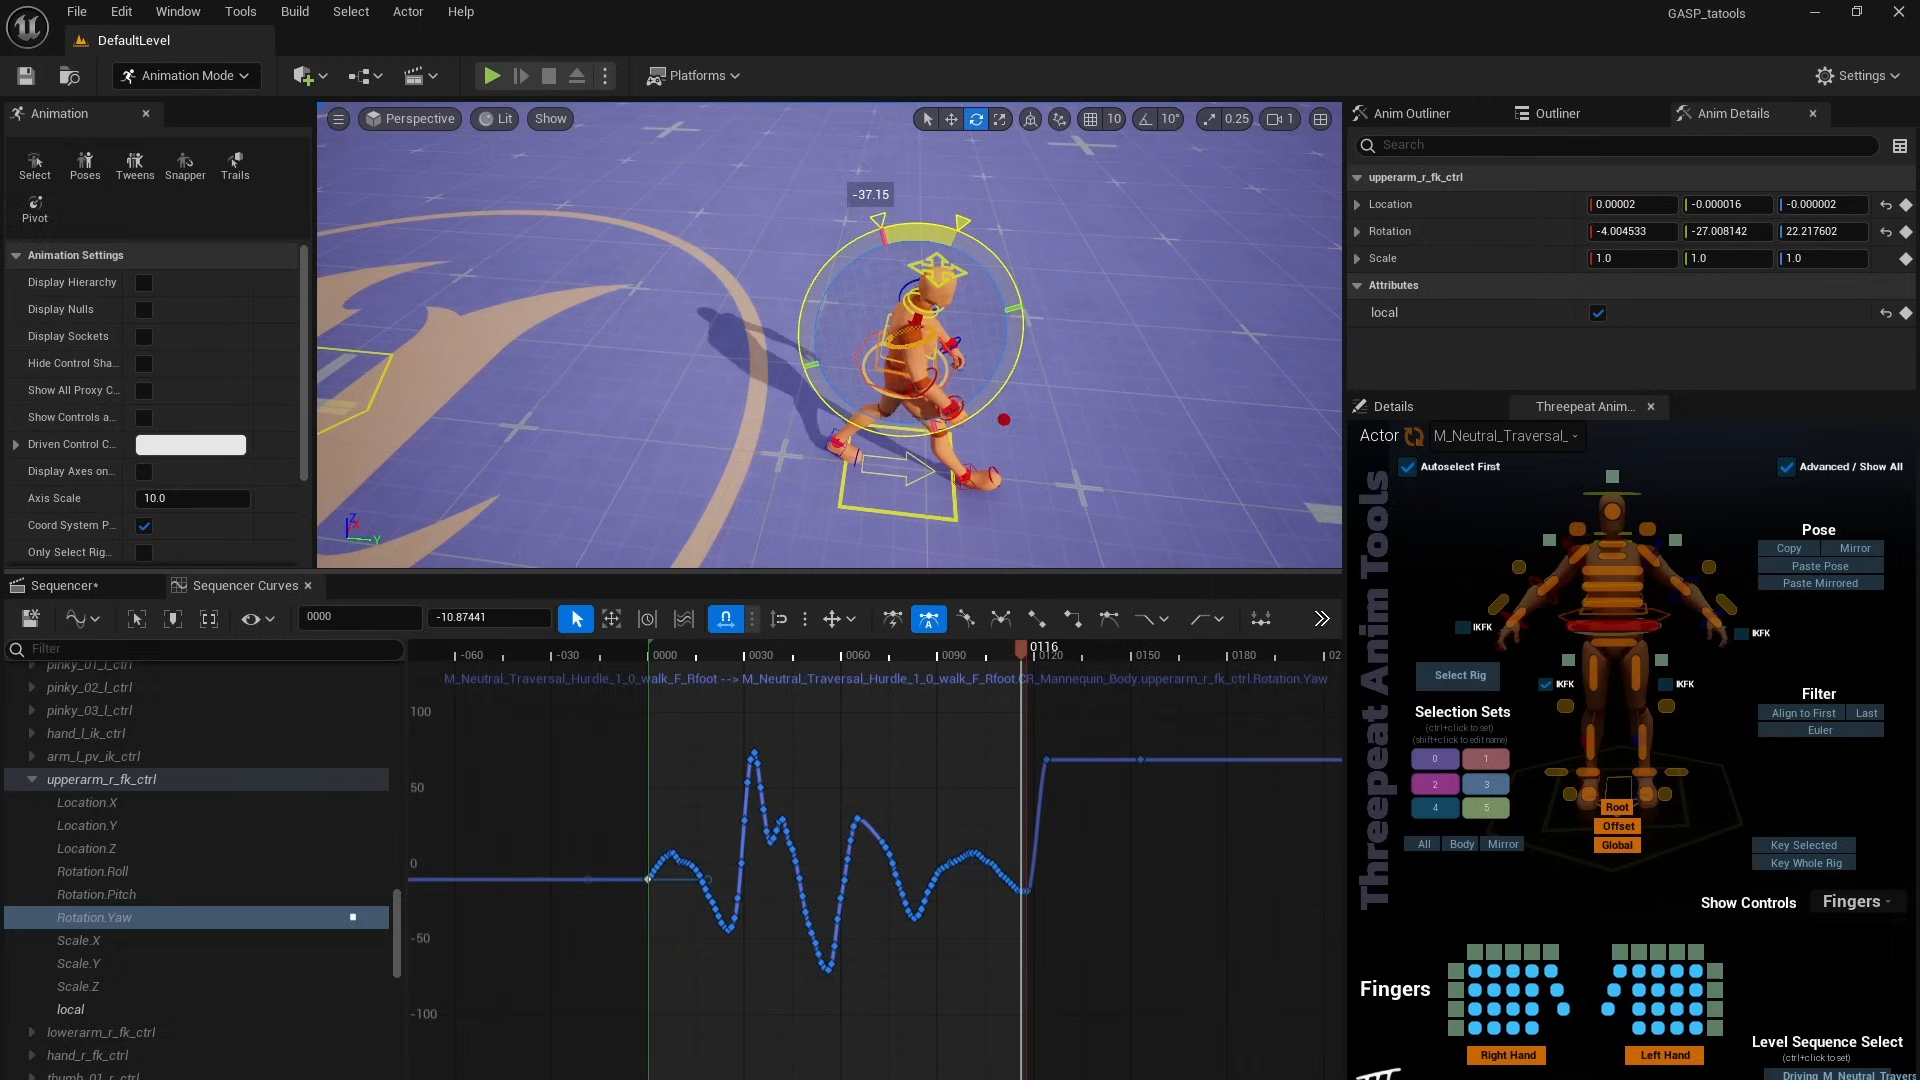 File Edit Window Tools Build Select Actor Help
GASP_tatools
DefaultLevel
Animation Mode
Platforms
Settings
Animation
Select Poses Tweens Snapper Trails
Pivot
Animation Settings
Display Hierarchy
Display Nulls
Display Sockets
Hide Control Sha...
Show All Proxy C...
Show Controls a...
Driven Control C...
Display Axes on...
Axis Scale 10.0
Coord System P...
Only Select Rig...
Perspective Lit Show
10 10° 0.25 1
-37.15
Z
Y
Anim Outliner Outliner Anim Details
Search
upperarm_r_fk_ctrl
Location 0.00002 -0.000016 -0.000002
Rotation -4.004533 -27.008142 22.217602
Scale 1.0 1.0 1.0
Attributes
local
Details Threepeat Anim...
Actor M_Neutral_Traversal_
Autoselect First Advanced / Show All
Threepeat Anim Tools
Pose
Copy Mirror
Paste Pose
Paste Mirrored
IKFK IKFK
Select Rig
IKFK IKFK
Selection Sets
(ctrl+click to set)
(shift+click to edit name)
0 1
2 3
4 5
All Body Mirror
Filter
Align to First Last
Euler
Root
Offset
Global
Key Selected
Key Whole Rig
Show Controls Fingers
Fingers
Right Hand Left Hand
Level Sequence Select
(ctrl+click to set)
Driving M_Neutral_Travers
Sequencer* Sequencer Curves
0000 -10.87441
Filter
pinky_01_l_ctrl
pinky_02_l_ctrl
pinky_03_l_ctrl
hand_l_ik_ctrl
arm_l_pv_ik_ctrl
upperarm_r_fk_ctrl
Location.X
Location.Y
Location.Z
Rotation.Roll
Rotation.Pitch
Rotation.Yaw
Scale.X
Scale.Y
Scale.Z
local
lowerarm_r_fk_ctrl
hand_r_fk_ctrl
thumb_01_r_ctrl
0116
-060 -030 0000 0030 0060 0090 0120 0150 0180 02
M_Neutral_Traversal_Hurdle_1_0_walk_F_Rfoot --> M_Neutral_Traversal_Hurdle_1_0_walk_F_Rfoot.CR_Mannequin_Body.upperarm_r_fk_ctrl.Rotation.Yaw
100
50
0
-50
-100